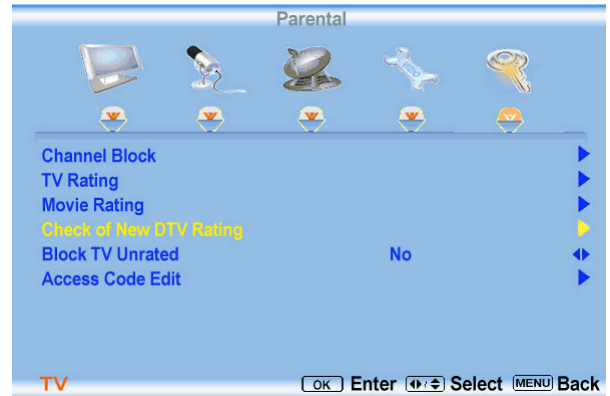 Parental
Channel Block
TV Rating
Movie Rating
Check of New DTV Rating
Block TV Unrated No
Access Code Edit
TV OK Enter Select MENU Back